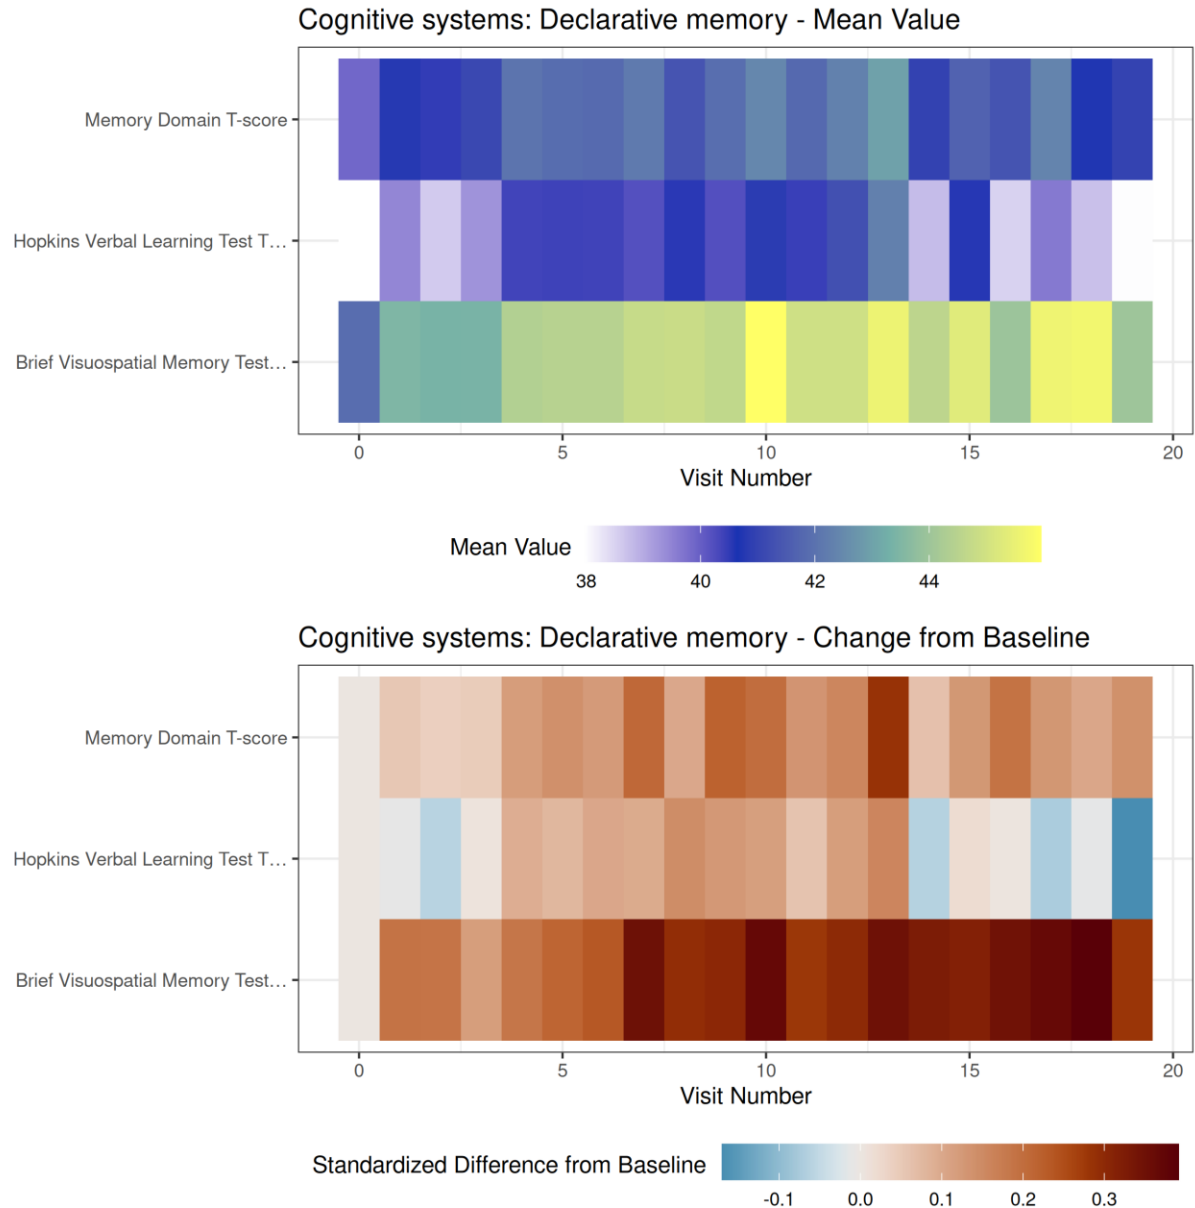 Cognitive systems: Declarative memory - Mean Value
Memory Domain T-score
Hopkins Verbal Learning Test T…
Brief Visuospatial Memory Test…
0 5 10 15 20
Visit Number
Mean Value
38 40 42 44
Cognitive systems: Declarative memory - Change from Baseline
Memory Domain T-score
Hopkins Verbal Learning Test T…
Brief Visuospatial Memory Test…
0 5 10 15 20
Visit Number
Standardized Difference from Baseline
-0.1 0.0 0.1 0.2 0.3